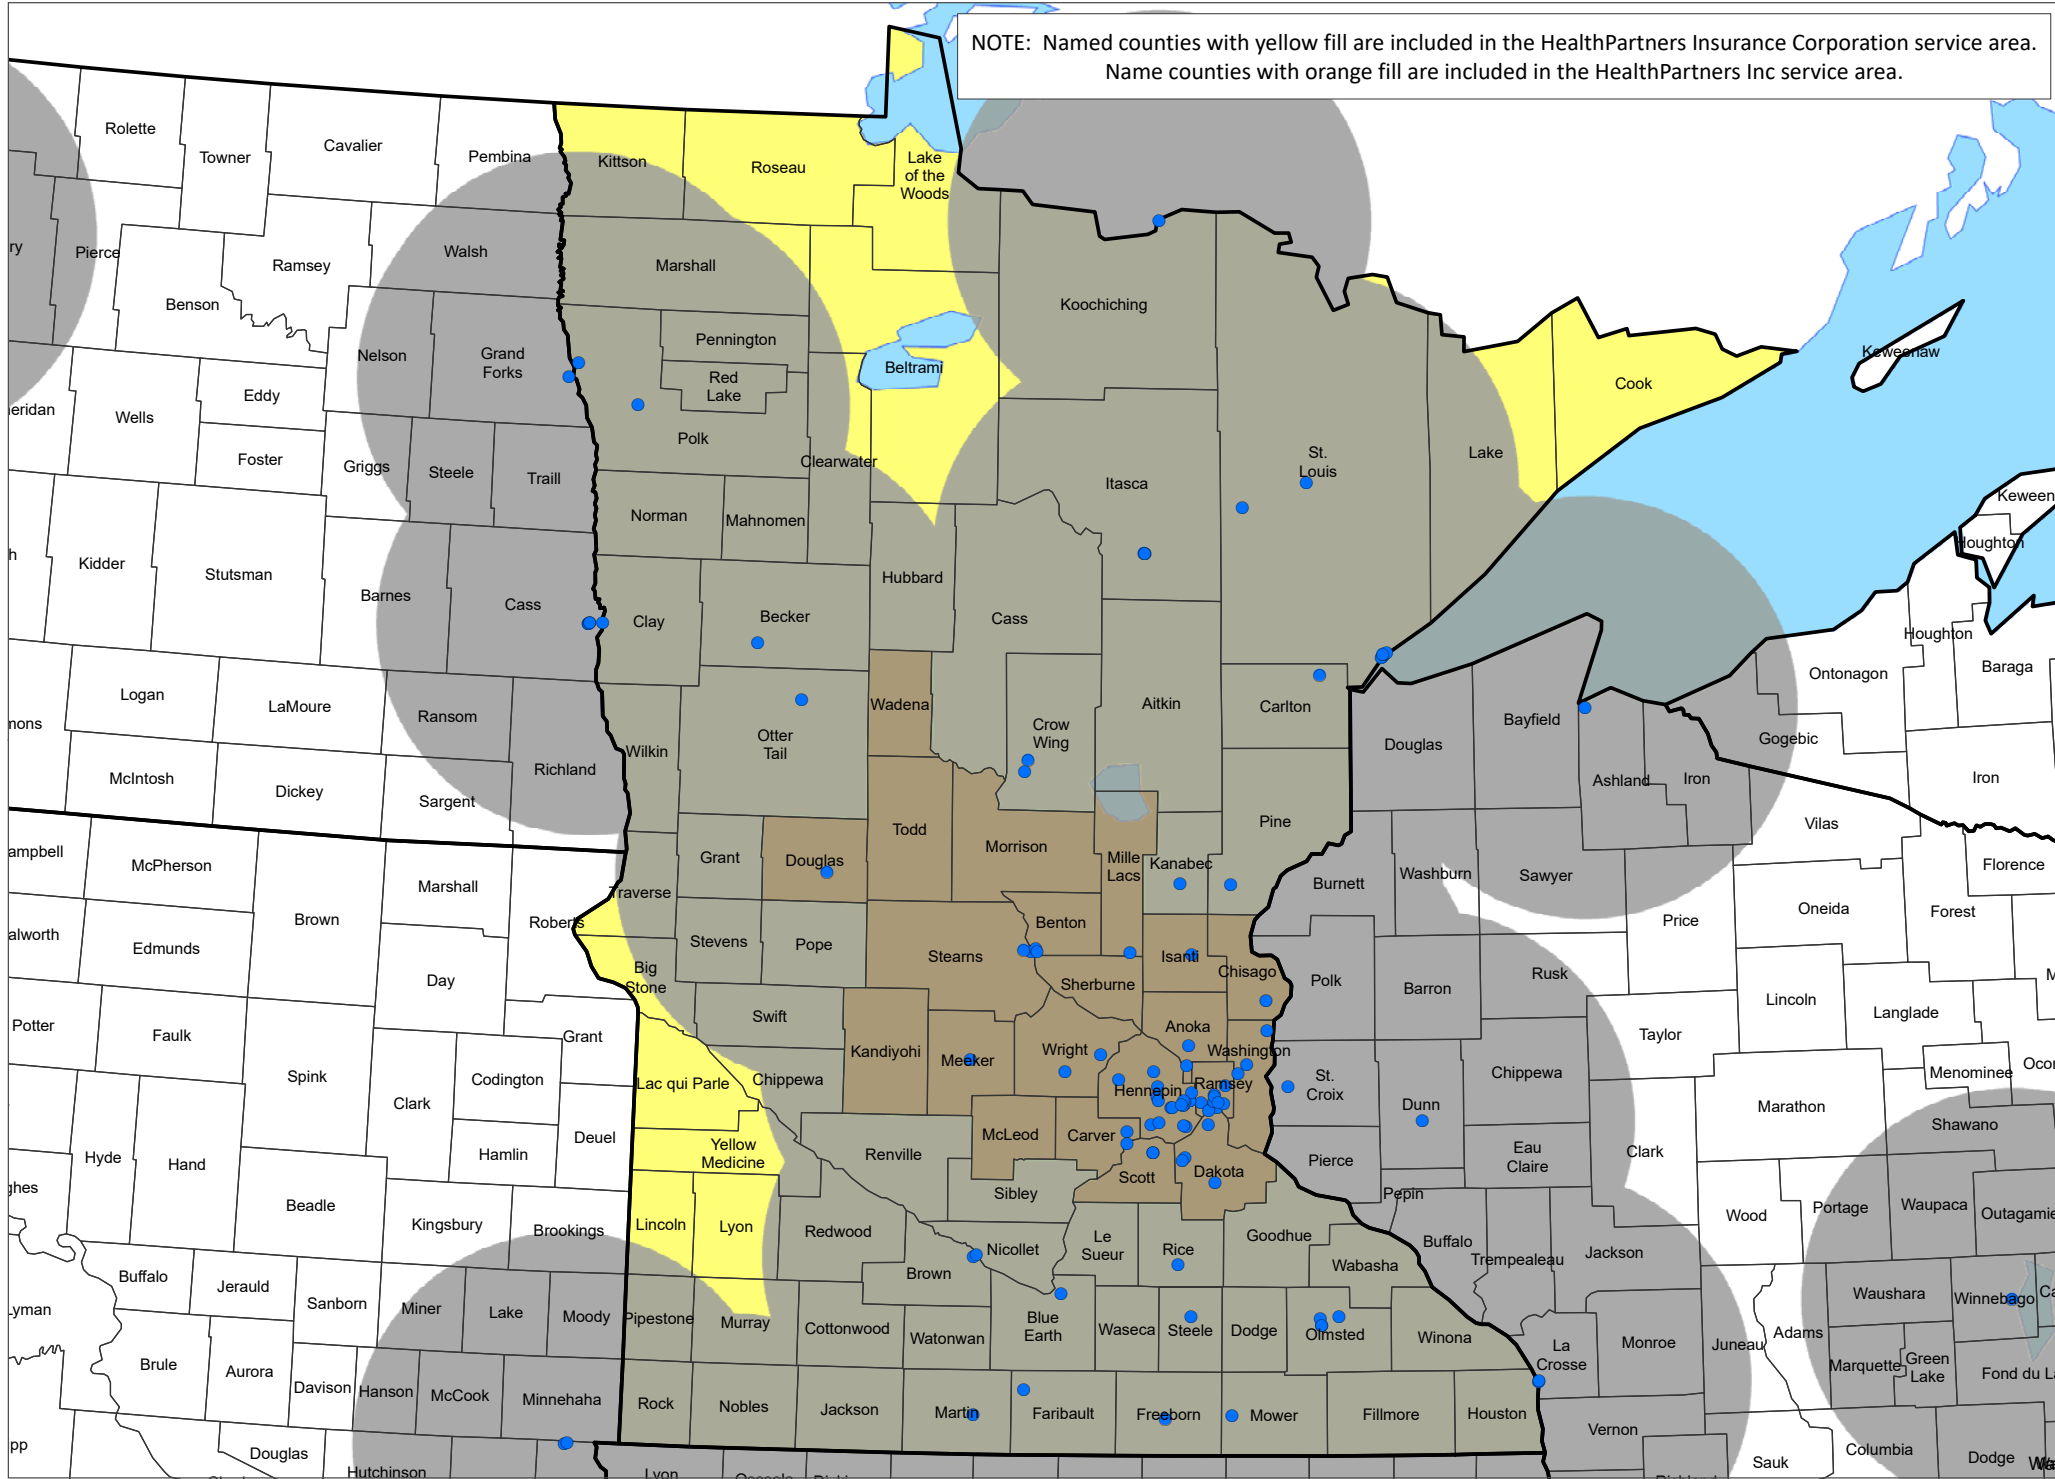 NOTE:  Named counties with yellow fill are included in the HealthPartners Insurance Corporation service area.
Name counties with orange fill are included in the HealthPartners Inc service area.
Rolette
Towner
Cavalier
Pembina
Kittson
Roseau
Lake
of the
Woods
ry
Pierce
Benson
Ramsey
Walsh
Marshall
Koochiching
Nelson
Grand
Forks
Pennington
Red
Lake
Beltrami
Keweenaw
Cook
eridan
Wells
Eddy
Foster
Griggs
Steele
Traill
Polk
Clearwater
Itasca
St.
Louis
Lake
Norman
Mahnomen
Keween
Houghton
h
Kidder
Stutsman
Barnes
Cass
Clay
Becker
Hubbard
Cass
Houghton
Ontonagon
Baraga
mons
Logan
LaMoure
Ransom
Richland
Wilkin
Otter
Tail
Wadena
Crow
Wing
Aitkin
Carlton
Douglas
Bayfield
Ashland
Iron
Gogebic
Iron
McIntosh
Dickey
Sargent
Vilas
ampbell
McPherson
Marshall
Roberts
Traverse
Grant
Douglas
Todd
Morrison
Mille
Lacs
Kanabec
Pine
Burnett
Washburn
Sawyer
Price
Oneida
Florence
Forest
alworth
Edmunds
Brown
Day
Big
Stone
Stevens
Pope
Stearns
Benton
Sherburne
Isanti
Chisago
Polk
Barron
Rusk
Lincoln
Langlade
M
Potter
Faulk
Spink
Grant
Codington
Clark
Swift
Chippewa
Kandiyohi
Meeker
Wright
Anoka
Washington
Hennepin
Ramsey
St.
Croix
Dunn
Chippewa
Taylor
Marathon
Menominee
Oco
Shawano
Lac qui Parle
Yellow
Medicine
Hyde
Hand
Hamlin
Deuel
Renville
McLeod
Carver
Scott
Dakota
Pierce
Eau
Claire
Clark
ghes
Beadle
Kingsbury
Brookings
Lincoln
Lyon
Redwood
Sibley
Nicollet
Brown
Le
Sueur
Rice
Goodhue
Wabasha
Pepin
Buffalo
Trempealeau
Jackson
Wood
Portage
Waupaca
Outagamie
Buffalo
Jerauld
Sanborn
Miner
Lake
Moody
Pipestone
Murray
Cottonwood
Watonwan
Blue
Earth
Waseca
Steele
Dodge
Olmsted
Winona
La
Crosse
Monroe
Juneau
Adams
Waushara
Winnebago
Ca
Marquette
Green
Lake
Fond du La
Lyman
Brule
Aurora
Davison
Hanson
McCook
Minnehaha
Rock
Nobles
Jackson
Martin
Faribault
Freeborn
Mower
Fillmore
Houston
Vernon
Sauk
Columbia
Dodge
pp
Douglas
Hutchinson
Lyon